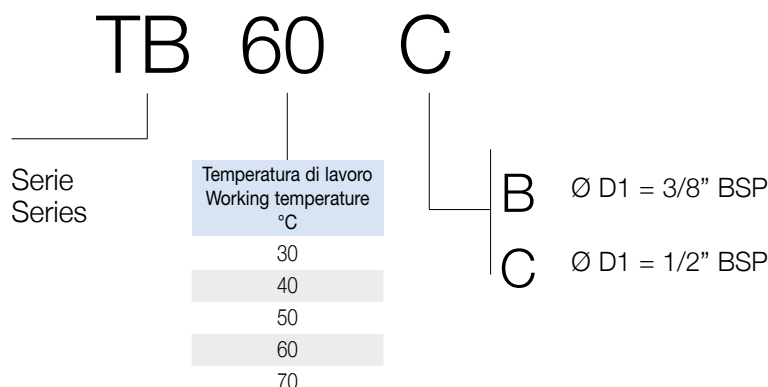 TB 60 C
Serie
Series
Temperatura di lavoro
Working temperature
°C
30
40
50
60
70
B Ø D1 = 3/8” BSP
C Ø D1 = 1/2” BSP